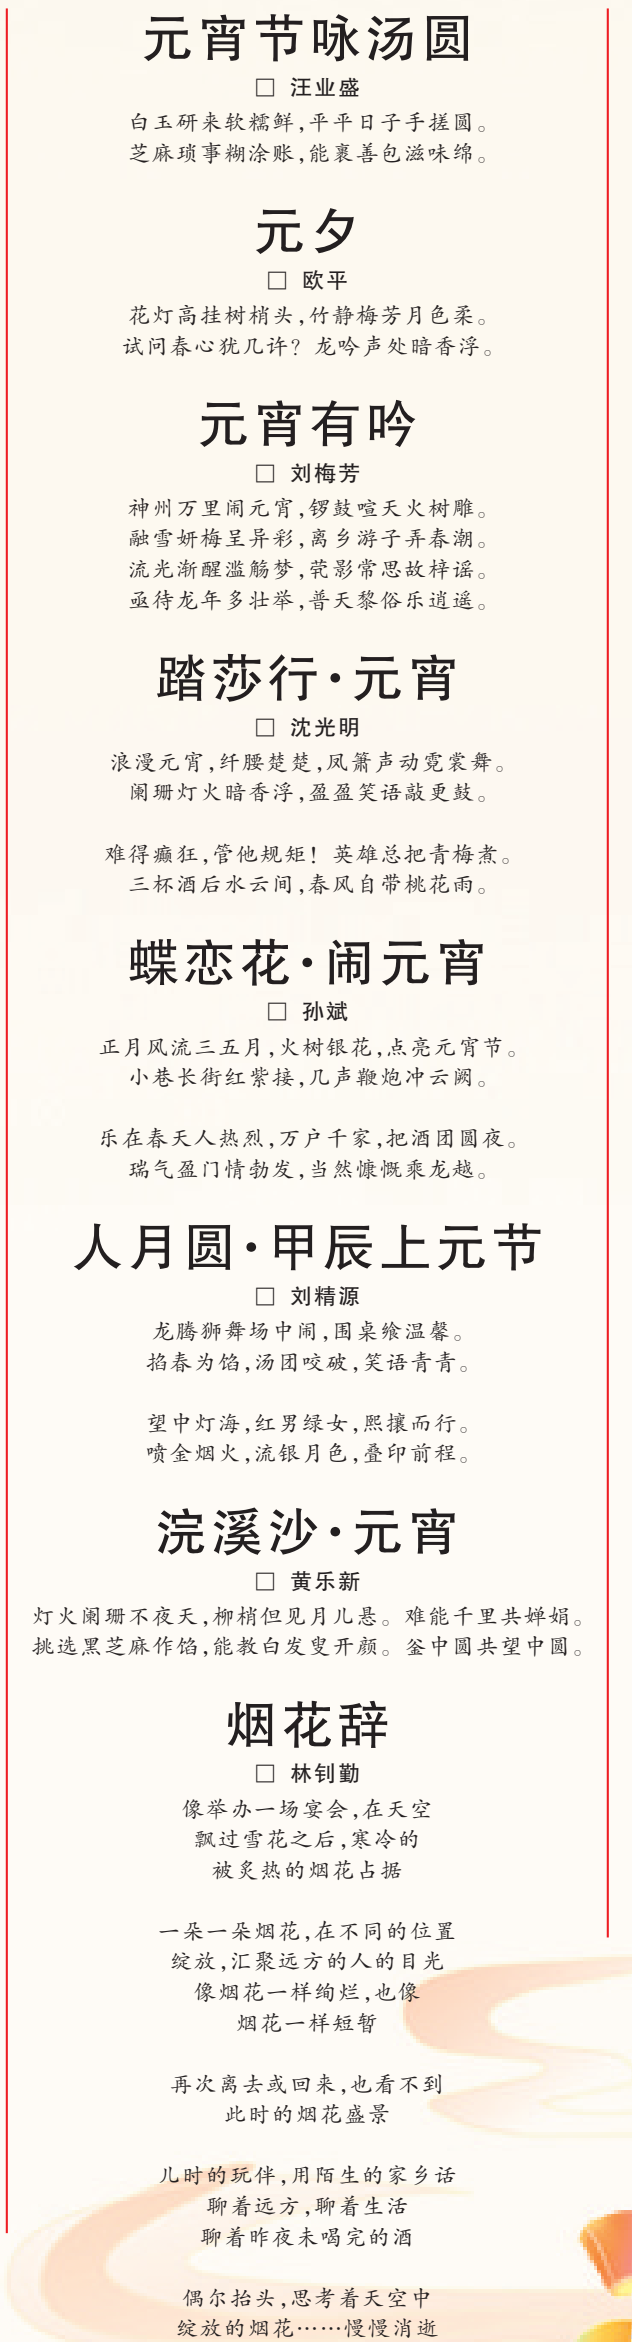 元宵节咏汤圆
□ 汪业盛
白玉研来软糯鲜,平平日子手搓圆。
芝麻琐事糊涂账,能裹善包滋味绵。
元夕
□ 欧平
花灯高挂树梢头,竹静梅芳月色柔。
试问春心犹几许? 龙吟声处暗香浮。
元宵有吟
□ 刘梅芳
神州万里闹元宵,锣鼓喧天火树雕。
融雪妍梅呈异彩,离乡游子弄春潮。
流光渐醒滥觞梦,茕影常思故梓谣。
亟待龙年多壮举,普天黎俗乐逍遥。
踏莎行·元宵
□ 沈光明
浪漫元宵,纤腰楚楚,凤箫声动霓裳舞。
阑珊灯火暗香浮,盈盈笑语敲更鼓。
难得癫狂,管他规矩! 英雄总把青梅煮。
三杯酒后水云间,春风自带桃花雨。
蝶恋花·闹元宵
□ 孙斌
正月风流三五月,火树银花,点亮元宵节。
小巷长街红紫接,几声鞭炮冲云阙。
乐在春天人热烈,万户千家,把酒团圆夜。
瑞气盈门情勃发,当然慷慨乘龙越。
人月圆·甲辰上元节
□ 刘精源
龙腾狮舞场中闹,围桌飨温馨。
掐春为馅,汤团咬破,笑语青青。
望中灯海,红男绿女,熙攘而行。
喷金烟火,流银月色,叠印前程。
浣溪沙·元宵
□ 黄乐新
灯火阑珊不夜天,柳梢但见月儿悬。难能千里共婵娟。
挑选黑芝麻作馅,能教白发叟开颜。釜中圆共望中圆。
烟花辞
□ 林钊勤
像举办一场宴会,在天空
飘过雪花之后,寒冷的
被炙热的烟花占据
一朵一朵烟花,在不同的位置
绽放,汇聚远方的人的目光
像烟花一样绚烂,也像
烟花一样短暂
再次离去或回来,也看不到
此时的烟花盛景
儿时的玩伴,用陌生的家乡话
聊着远方,聊着生活
聊着昨夜未喝完的酒
偶尔抬头,思考着天空中
绽放的烟花……慢慢消逝